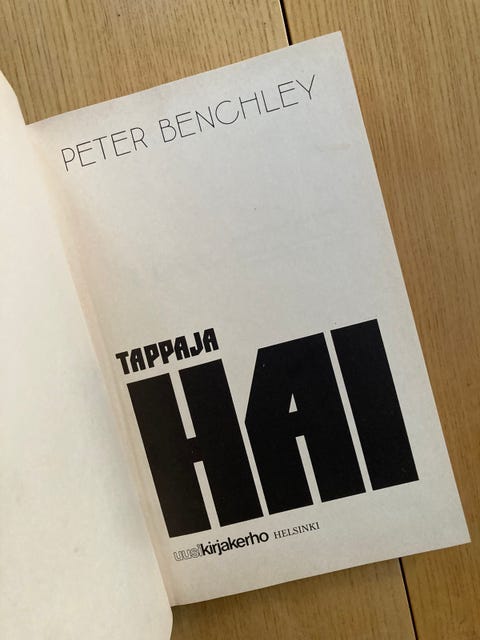 PETER BENCHLEY
TAPPAJA
HAI
uusikirjakerho HELSINKI